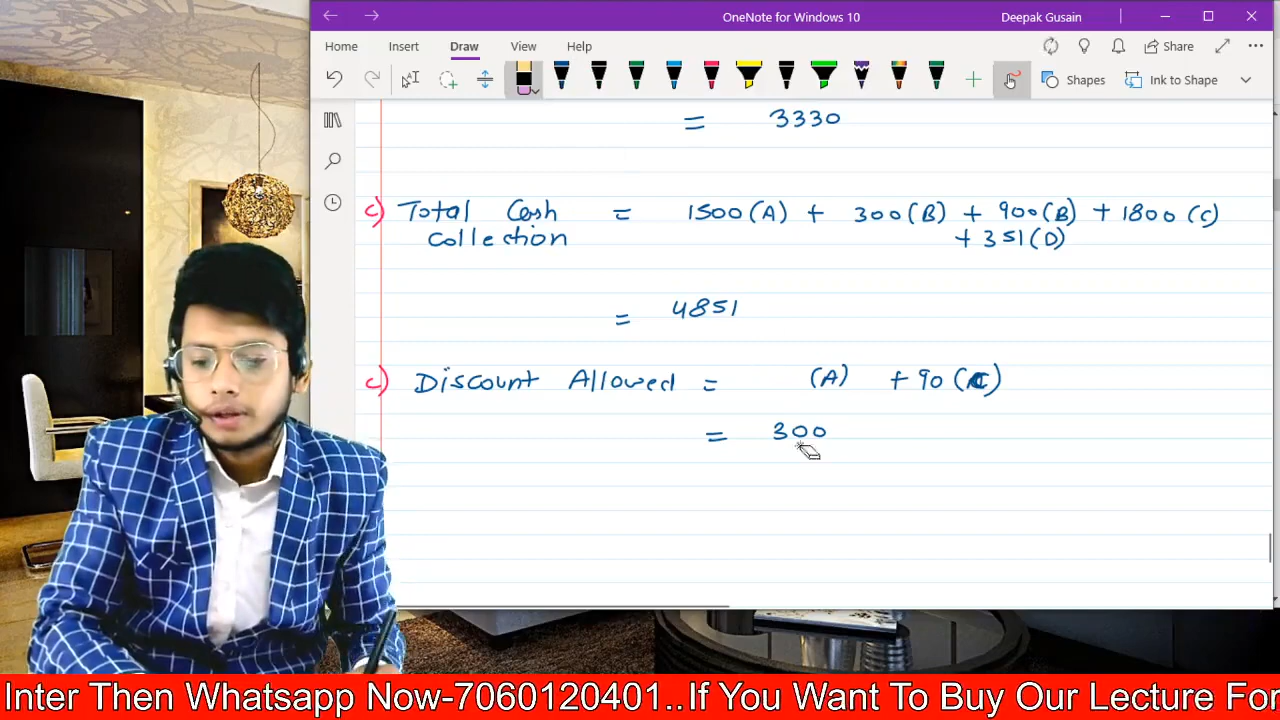 OneNote for Windows 10
Deepak Gusain
Home Insert Draw View Help
Share
Shapes
Ink to Shape
= 3330
c) Total Cash = 1500(A) + 300(B) + 900(B) + 1800(C)
collection + 351(D)
= 4851
c) Discount Allowed = (A) + 90(C)
= 300
Inter Then Whatsapp Now-7060120401..If You Want To Buy Our Lecture For